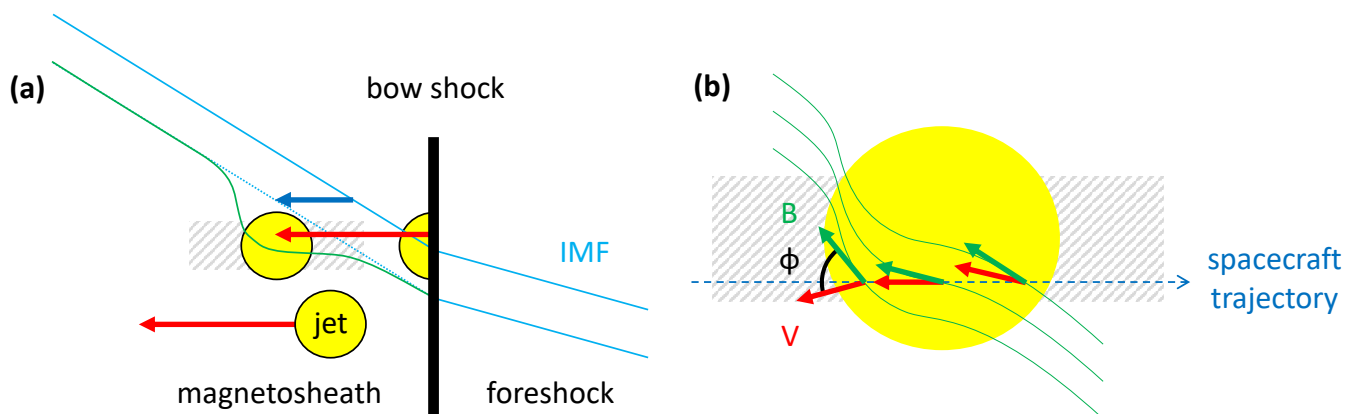 (a)
bow shock
IMF
jet
magnetosheath
foreshock
(b)
B
ϕ
V
spacecraft
trajectory